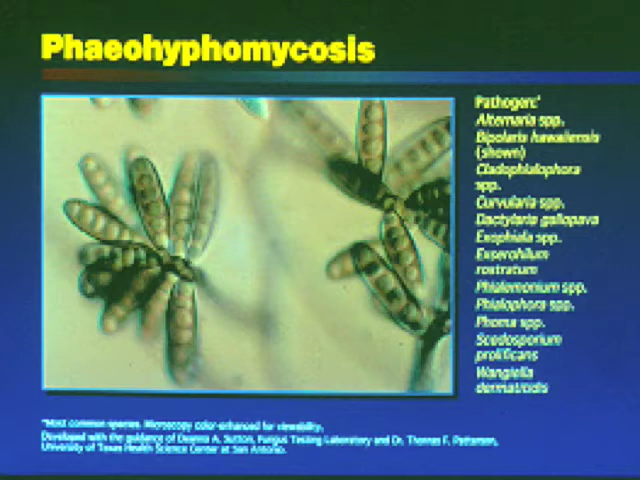 Phaeohyphomycosis
Pathogen:*
Alternaria spp.
Bipolaris hawaiiensis
(shown)
Cladophialophora
spp.
Curvularia spp.
Dactylaria gallopava
Exophiala spp.
Exserohilum
rostratum
Phialemonium spp.
Phialophora spp.
Phoma spp.
Scedosporium
prolificans
Wangiella
dermatitidis
*Most common species. Microscopy color-enhanced for viewability.
Developed with the guidance of Deanna A. Sutton, Fungus Testing Laboratory and Dr. Thomas F. Patterson,
University of Texas Health Science Center at San Antonio.